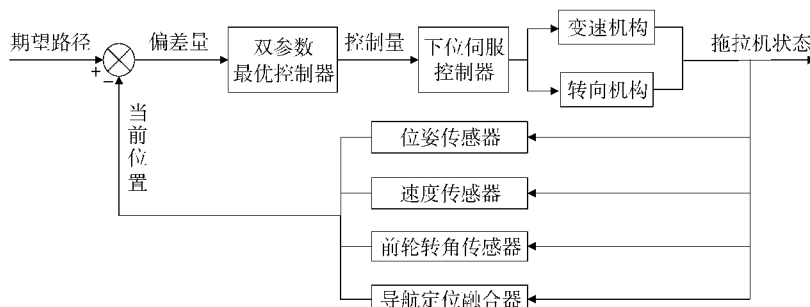 期望路径
偏差量
双参数
最优控制器
控制量
下位伺服
控制器
变速机构
转向机构
拖拉机状态
+
−
当前位置
位姿传感器
速度传感器
前轮转角传感器
导航定位融合器